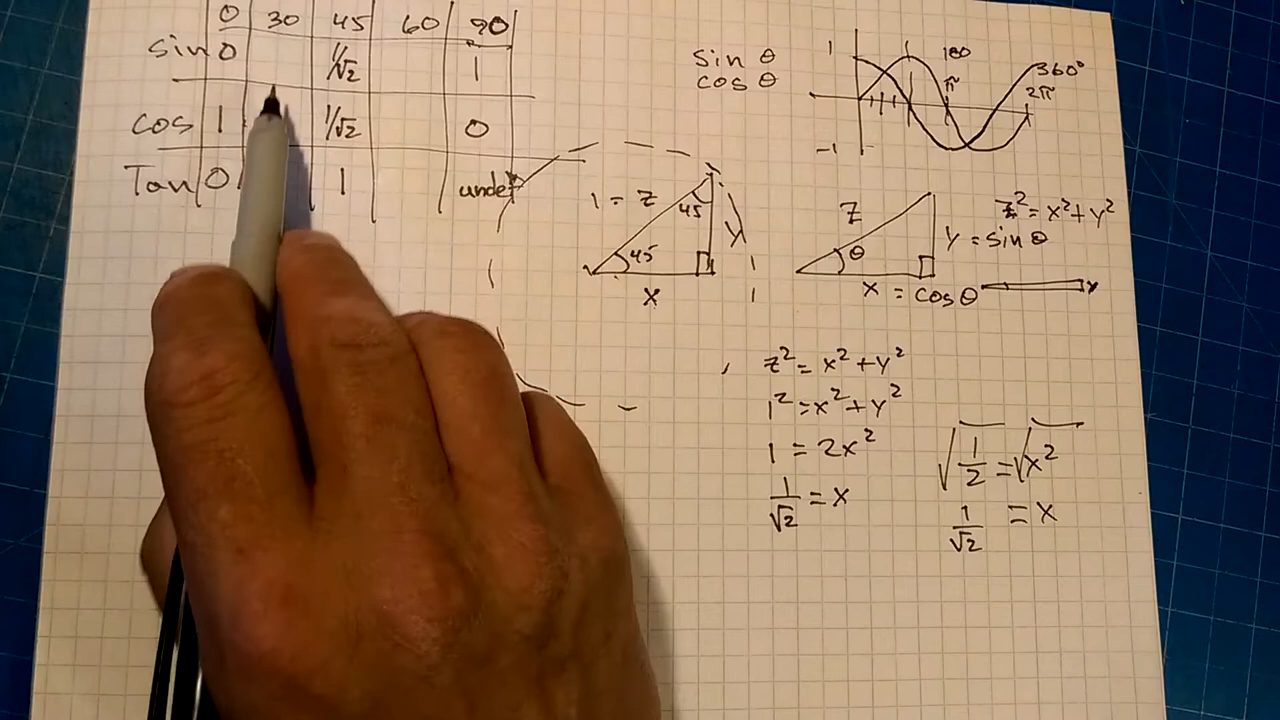 0 30 45 60 90
sin 0 1/√2 1
cos 1 1/√2 0
Tan 0 1 undef
sin θ
cos θ
1 180 360°
π 2π
-1
1 = z 45
45 y
x
z z² = x² + y²
θ y = sin θ
x = cos θ x
z² = x² + y²
1² = x² + y²
1 = 2x²
1/√2 = x
√1/2 = √x²
1/√2 = x